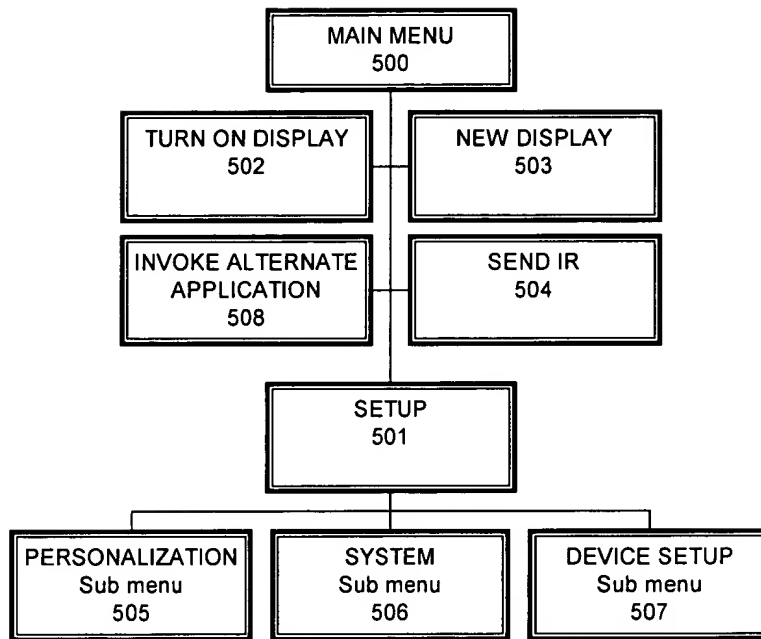 MAIN MENU
500
TURN ON DISPLAY
502
NEW DISPLAY
503
INVOKE ALTERNATE
APPLICATION
508
SEND IR
504
SETUP
501
PERSONALIZATION
Sub menu
505
SYSTEM
Sub menu
506
DEVICE SETUP
Sub menu
507